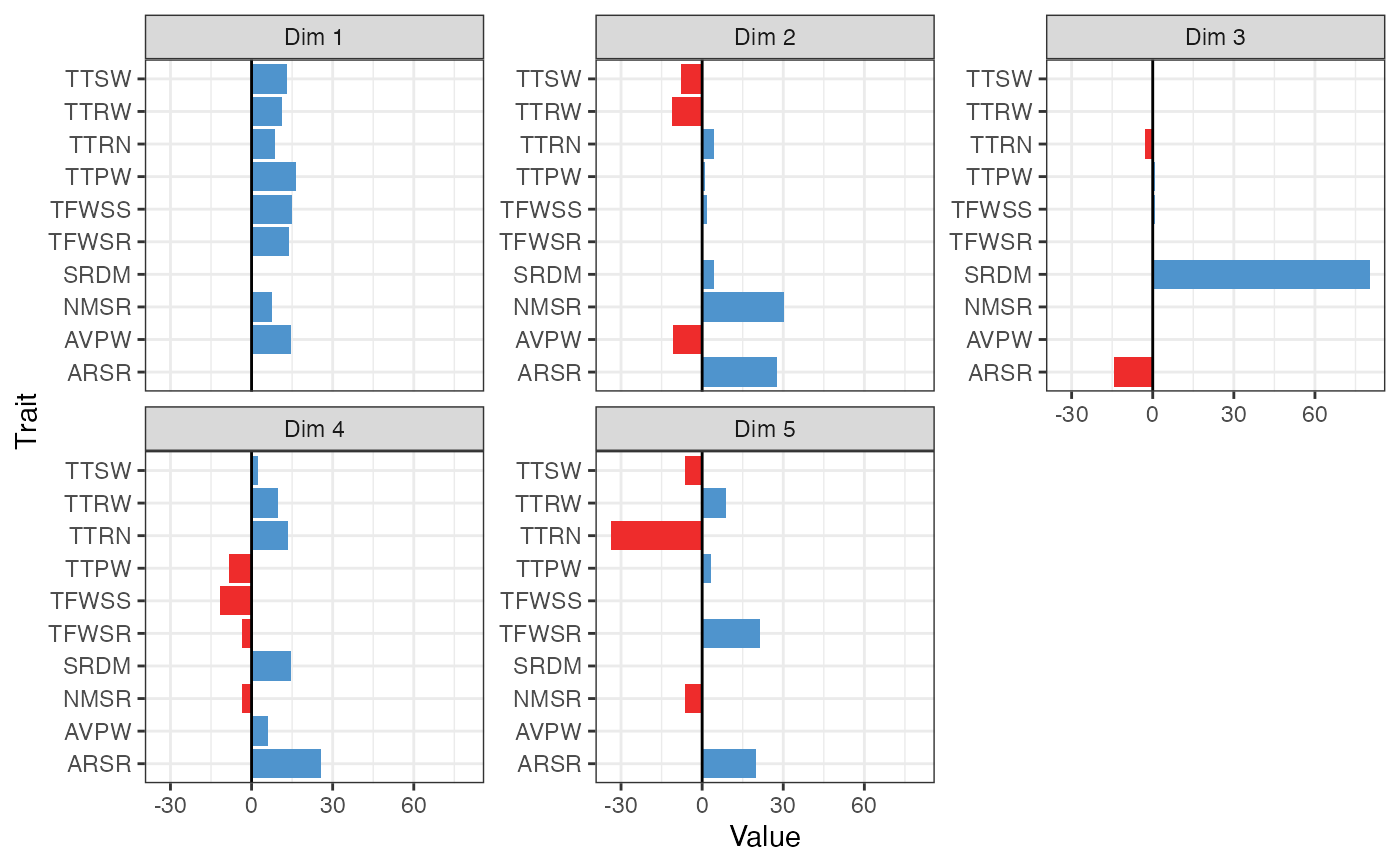 Dim 1
TTSW
TTRW
TTRN
TTPW
TFWSS
TFWSR
SRDM
NMSR
AVPW
ARSR
Dim 2
TTSW
TTRW
TTRN
TTPW
TFWSS
TFWSR
SRDM
NMSR
AVPW
ARSR
Dim 3
TTSW
TTRW
TTRN
TTPW
TFWSS
TFWSR
SRDM
NMSR
AVPW
ARSR
-30 0 30 60
Trait
Dim 4
TTSW
TTRW
TTRN
TTPW
TFWSS
TFWSR
SRDM
NMSR
AVPW
ARSR
-30 0 30 60
Dim 5
TTSW
TTRW
TTRN
TTPW
TFWSS
TFWSR
SRDM
NMSR
AVPW
ARSR
-30 0 30 60
Value